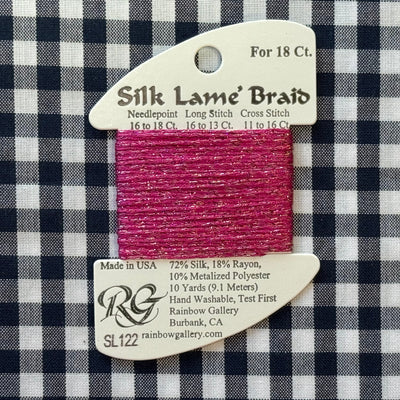 For 18 Ct.
Silk Lamé Braid
Needlepoint Long Stitch Cross Stitch
16 to 18 Ct. 16 to 13 Ct. 11 to 16 Ct.
Made in USA
72% Silk, 18% Rayon,
10% Metalized Polyester
10 Yards (9.1 Meters)
Hand Washable, Test First
Rainbow Gallery
Burbank, CA
rainbowgallery.com
RG
SL122